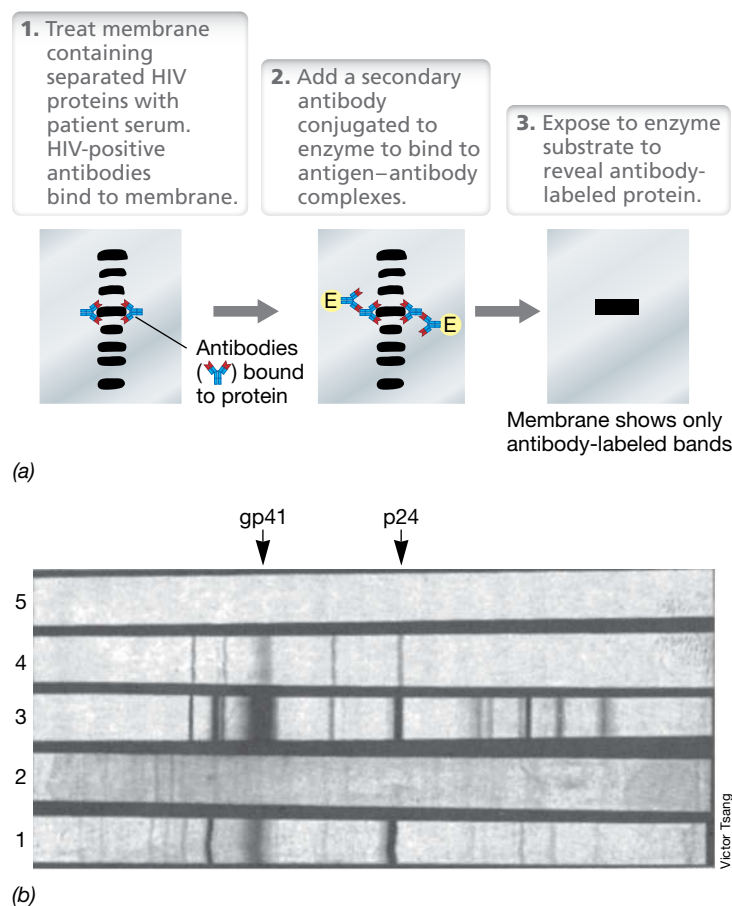 1. Treat membrane
containing
separated HIV
proteins with
patient serum.
HIV-positive
antibodies
bind to membrane.
2. Add a secondary
antibody
conjugated to
enzyme to bind to
antigen–antibody
complexes.
3. Expose to enzyme
substrate to
reveal antibody-
labeled protein.
E
E
Antibodies
( ) bound
to protein
Membrane shows only
antibody-labeled bands
(a)
gp41 p24
5
4
3
2
1
Victor Tsang
(b)